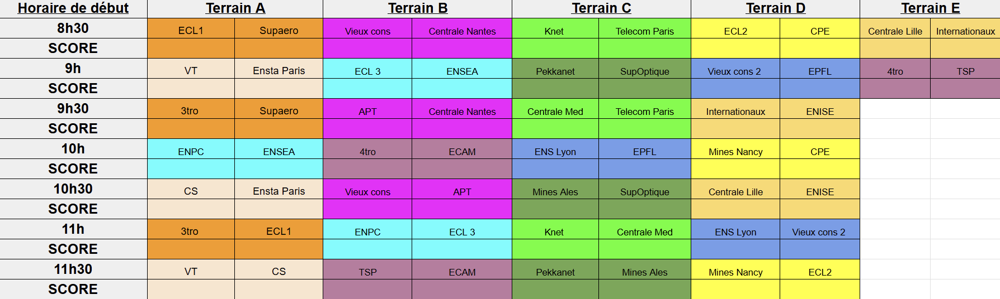 Horaire de début Terrain A Terrain B Terrain C Terrain D Terrain E
8h30 ECL1 Supaero Vieux cons Centrale Nantes Knet Telecom Paris ECL2 CPE Centrale Lille Internationaux
SCORE
9h VT Ensta Paris ECL 3 ENSEA Pekkanet SupOptique Vieux cons 2 EPFL 4tro TSP
SCORE
9h30 3tro Supaero APT Centrale Nantes Centrale Med Telecom Paris Internationaux ENISE
SCORE
10h ENPC ENSEA 4tro ECAM ENS Lyon EPFL Mines Nancy CPE
SCORE
10h30 CS Ensta Paris Vieux cons APT Mines Ales SupOptique Centrale Lille ENISE
SCORE
11h 3tro ECL1 ENPC ECL 3 Knet Centrale Med ENS Lyon Vieux cons 2
SCORE
11h30 VT CS TSP ECAM Pekkanet Mines Ales Mines Nancy ECL2
SCORE